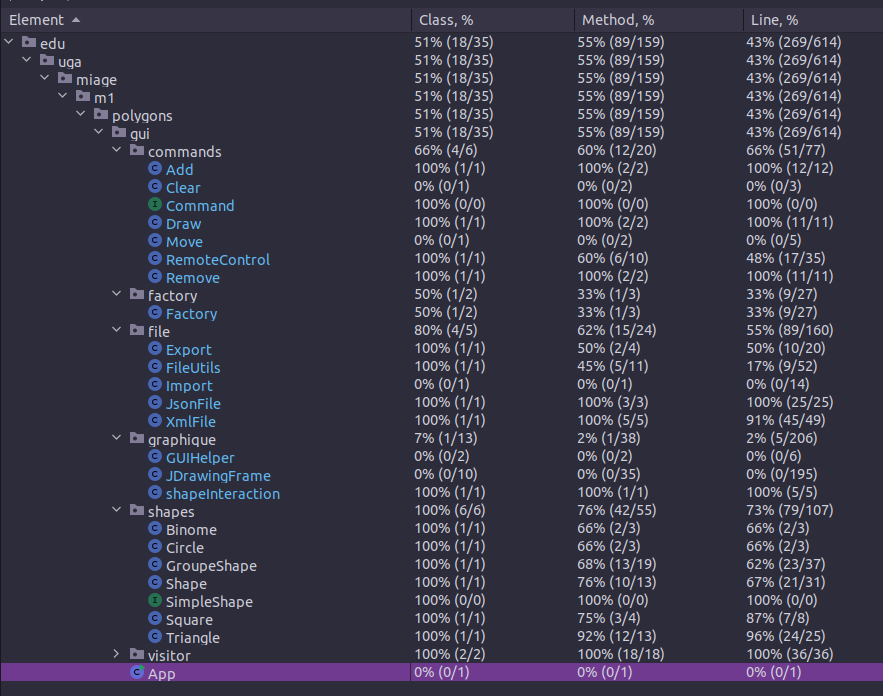 Element Class, % Method, % Line, %
edu 51% (18/35) 55% (89/159) 43% (269/614)
uga 51% (18/35) 55% (89/159) 43% (269/614)
miage 51% (18/35) 55% (89/159) 43% (269/614)
m1 51% (18/35) 55% (89/159) 43% (269/614)
polygons 51% (18/35) 55% (89/159) 43% (269/614)
gui 51% (18/35) 55% (89/159) 43% (269/614)
commands 66% (4/6) 60% (12/20) 66% (51/77)
C Add 100% (1/1) 100% (2/2) 100% (12/12)
C Clear 0% (0/1) 0% (0/2) 0% (0/3)
I Command 100% (0/0) 100% (0/0) 100% (0/0)
C Draw 100% (1/1) 100% (2/2) 100% (11/11)
C Move 0% (0/1) 0% (0/2) 0% (0/5)
C RemoteControl 100% (1/1) 60% (6/10) 48% (17/35)
C Remove 100% (1/1) 100% (2/2) 100% (11/11)
factory 50% (1/2) 33% (1/3) 33% (9/27)
C Factory 50% (1/2) 33% (1/3) 33% (9/27)
file 80% (4/5) 62% (15/24) 55% (89/160)
C Export 100% (1/1) 50% (2/4) 50% (10/20)
C FileUtils 100% (1/1) 45% (5/11) 17% (9/52)
C Import 0% (0/1) 0% (0/1) 0% (0/14)
C JsonFile 100% (1/1) 100% (3/3) 100% (25/25)
C XmlFile 100% (1/1) 100% (5/5) 91% (45/49)
graphique 7% (1/13) 2% (1/38) 2% (5/206)
C GUIHelper 0% (0/2) 0% (0/2) 0% (0/6)
C JDrawingFrame 0% (0/10) 0% (0/35) 0% (0/195)
C shapeInteraction 100% (1/1) 100% (1/1) 100% (5/5)
shapes 100% (6/6) 76% (42/55) 73% (79/107)
C Binome 100% (1/1) 66% (2/3) 66% (2/3)
C Circle 100% (1/1) 66% (2/3) 66% (2/3)
C GroupeShape 100% (1/1) 68% (13/19) 62% (23/37)
C Shape 100% (1/1) 76% (10/13) 67% (21/31)
I SimpleShape 100% (0/0) 100% (0/0) 100% (0/0)
C Square 100% (1/1) 75% (3/4) 87% (7/8)
C Triangle 100% (1/1) 92% (12/13) 96% (24/25)
visitor 100% (2/2) 100% (18/18) 100% (36/36)
C App 0% (0/1) 0% (0/1) 0% (0/1)